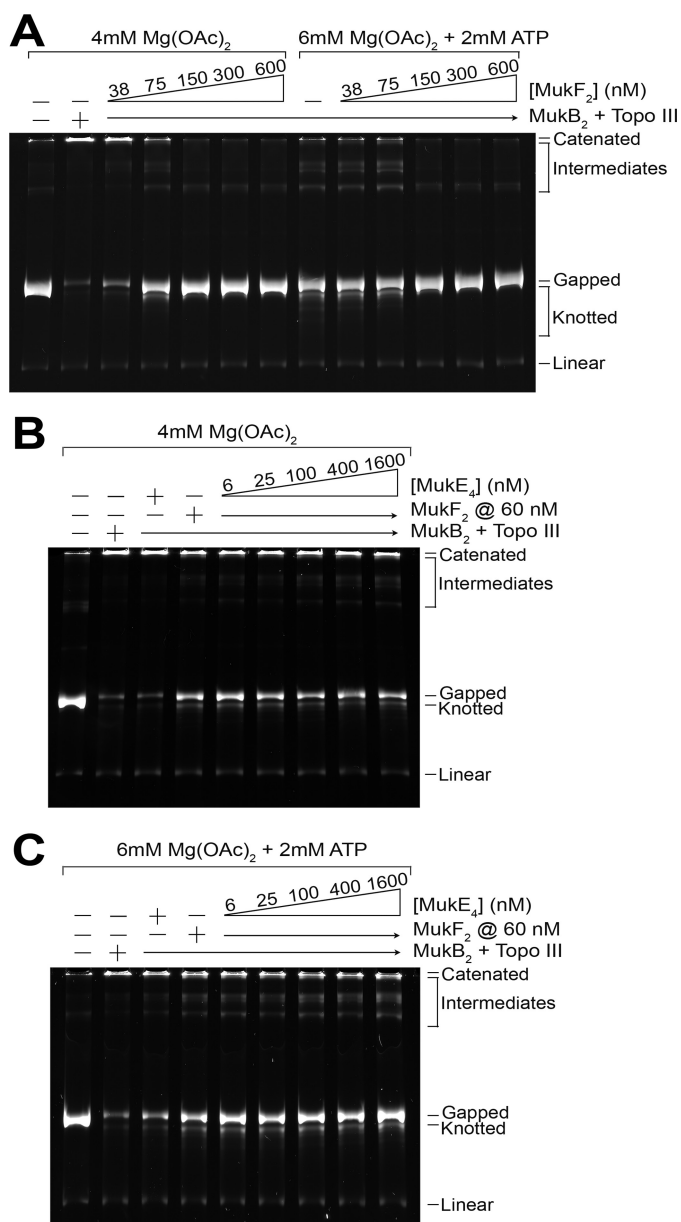 A
4mM Mg(OAc)2 6mM Mg(OAc)2 + 2mM ATP
38 75 150 300 600 38 75 150 300 600
— — — [MukF2] (nM)
— + MukB2 + Topo III
Catenated
Intermediates
Gapped
Knotted
Linear
B
4mM Mg(OAc)2
6 25 100 400 1600
— — + — [MukE4] (nM)
— — — + MukF2 @ 60 nM
— + MukB2 + Topo III
Catenated
Intermediates
Gapped
Knotted
Linear
C
6mM Mg(OAc)2 + 2mM ATP
6 25 100 400 1600
— — + — [MukE4] (nM)
— — — + MukF2 @ 60 nM
— + MukB2 + Topo III
Catenated
Intermediates
Gapped
Knotted
Linear